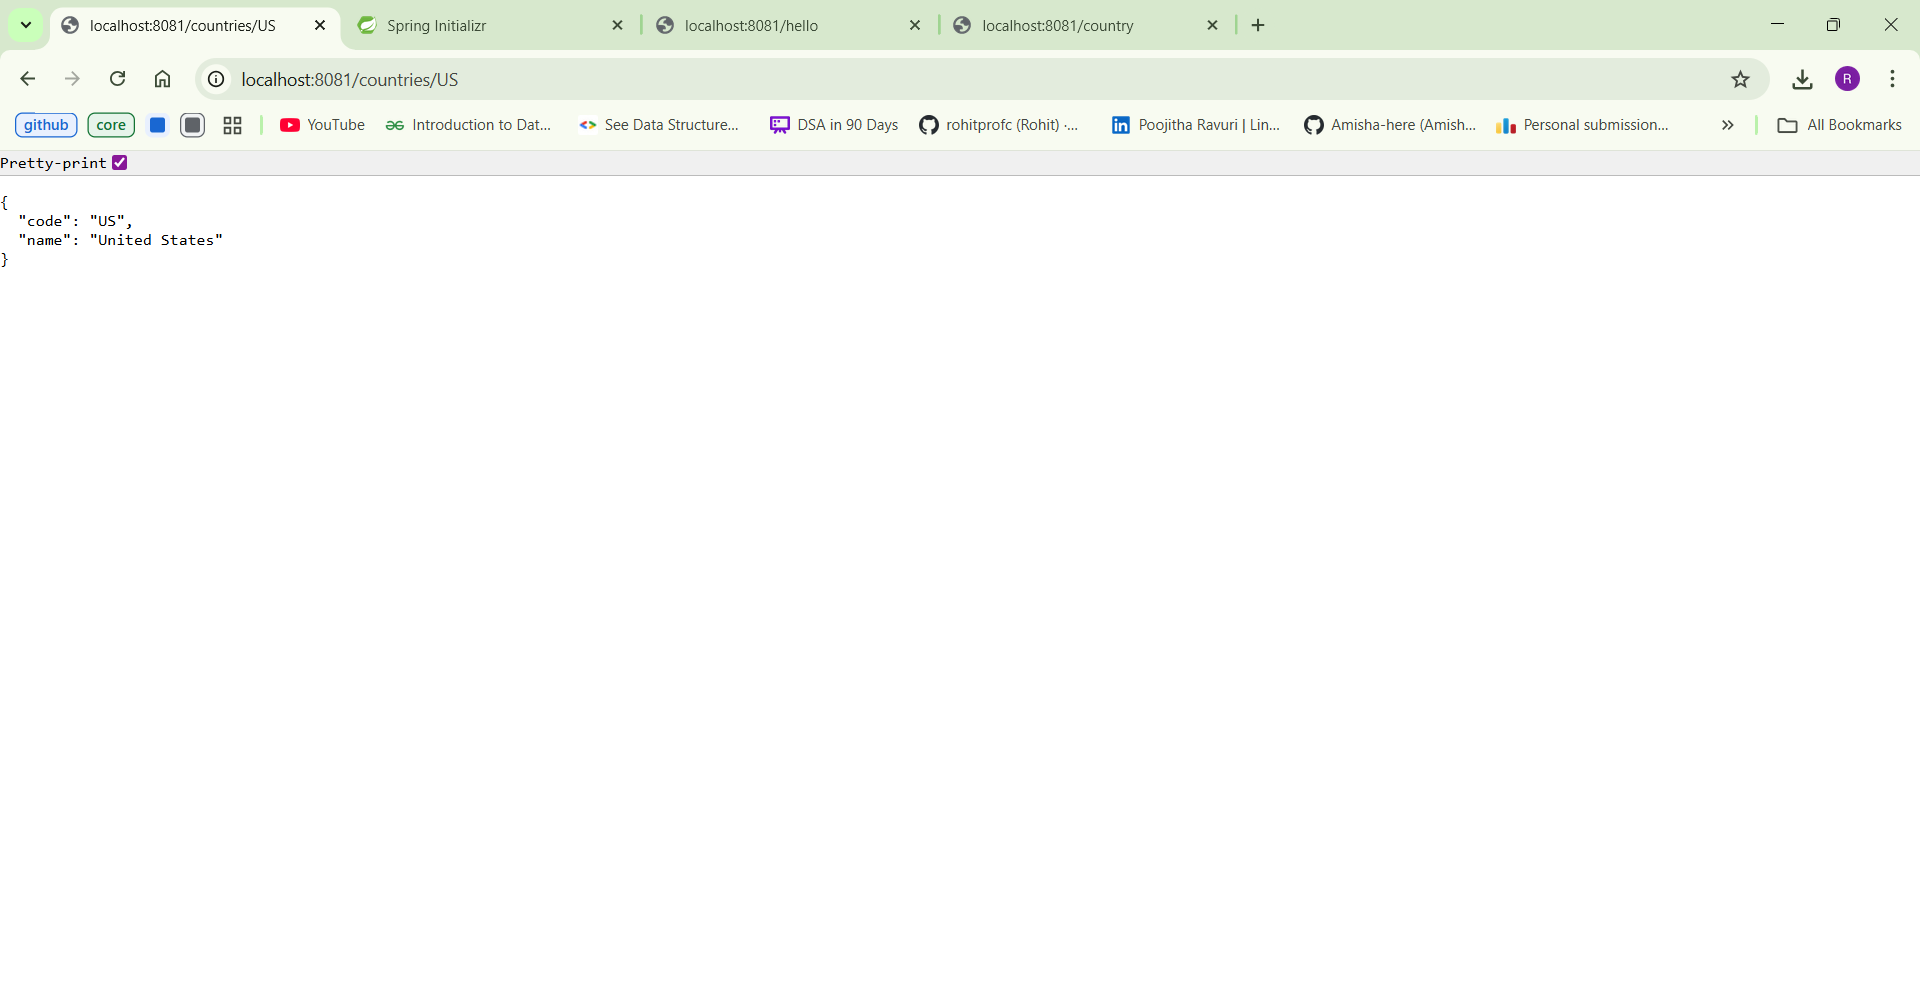 localhost:8081/countries/US
Spring Initializr
localhost:8081/hello
localhost:8081/country
localhost:8081/countries/US
R
github
core
YouTube
Introduction to Dat...
See Data Structure...
DSA in 90 Days
rohitprofc (Rohit) ·...
Poojitha Ravuri | Lin...
Amisha-here (Amish...
Personal submission...
All Bookmarks
Pretty-print
{
"code": "US",
"name": "United States"
}